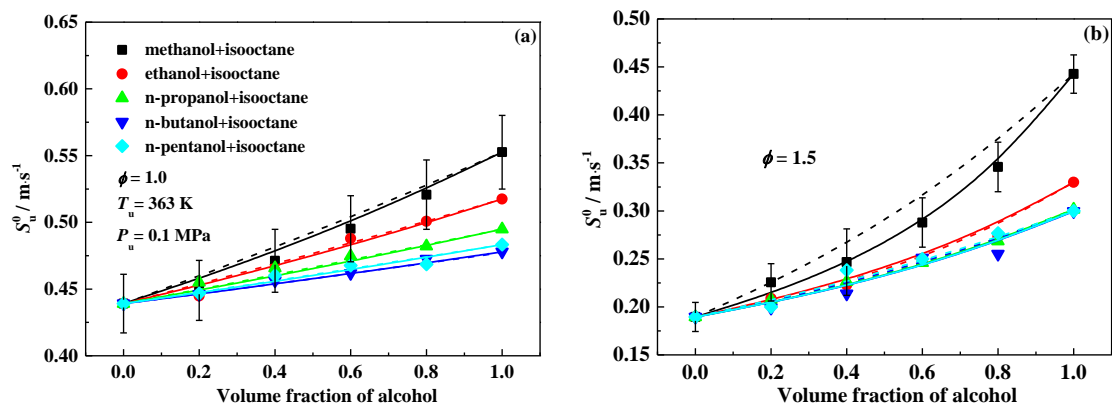 (a)
0.65
0.60
0.55
0.50
0.45
0.40
S_u^0 / m·s^-1
methanol+isooctane
ethanol+isooctane
n-propanol+isooctane
n-butanol+isooctane
n-pentanol+isooctane
ϕ = 1.0
T_u = 363 K
P_u = 0.1 MPa
0.0 0.2 0.4 0.6 0.8 1.0
Volume fraction of alcohol
(b)
0.50
0.45
0.40
0.35
0.30
0.25
0.20
0.15
S_u^0 / m·s^-1
ϕ = 1.5
0.0 0.2 0.4 0.6 0.8 1.0
Volume fraction of alcohol